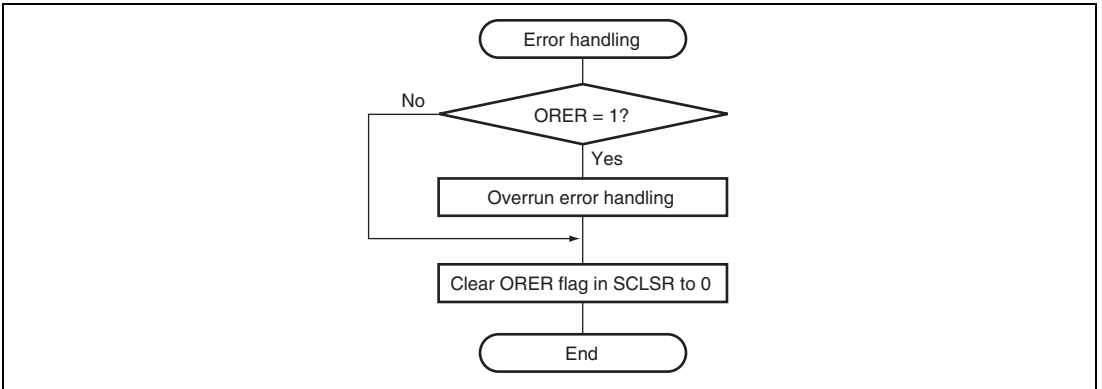 Error handling
No
ORER = 1?
Yes
Overrun error handling
Clear ORER flag in SCLSR to 0
End